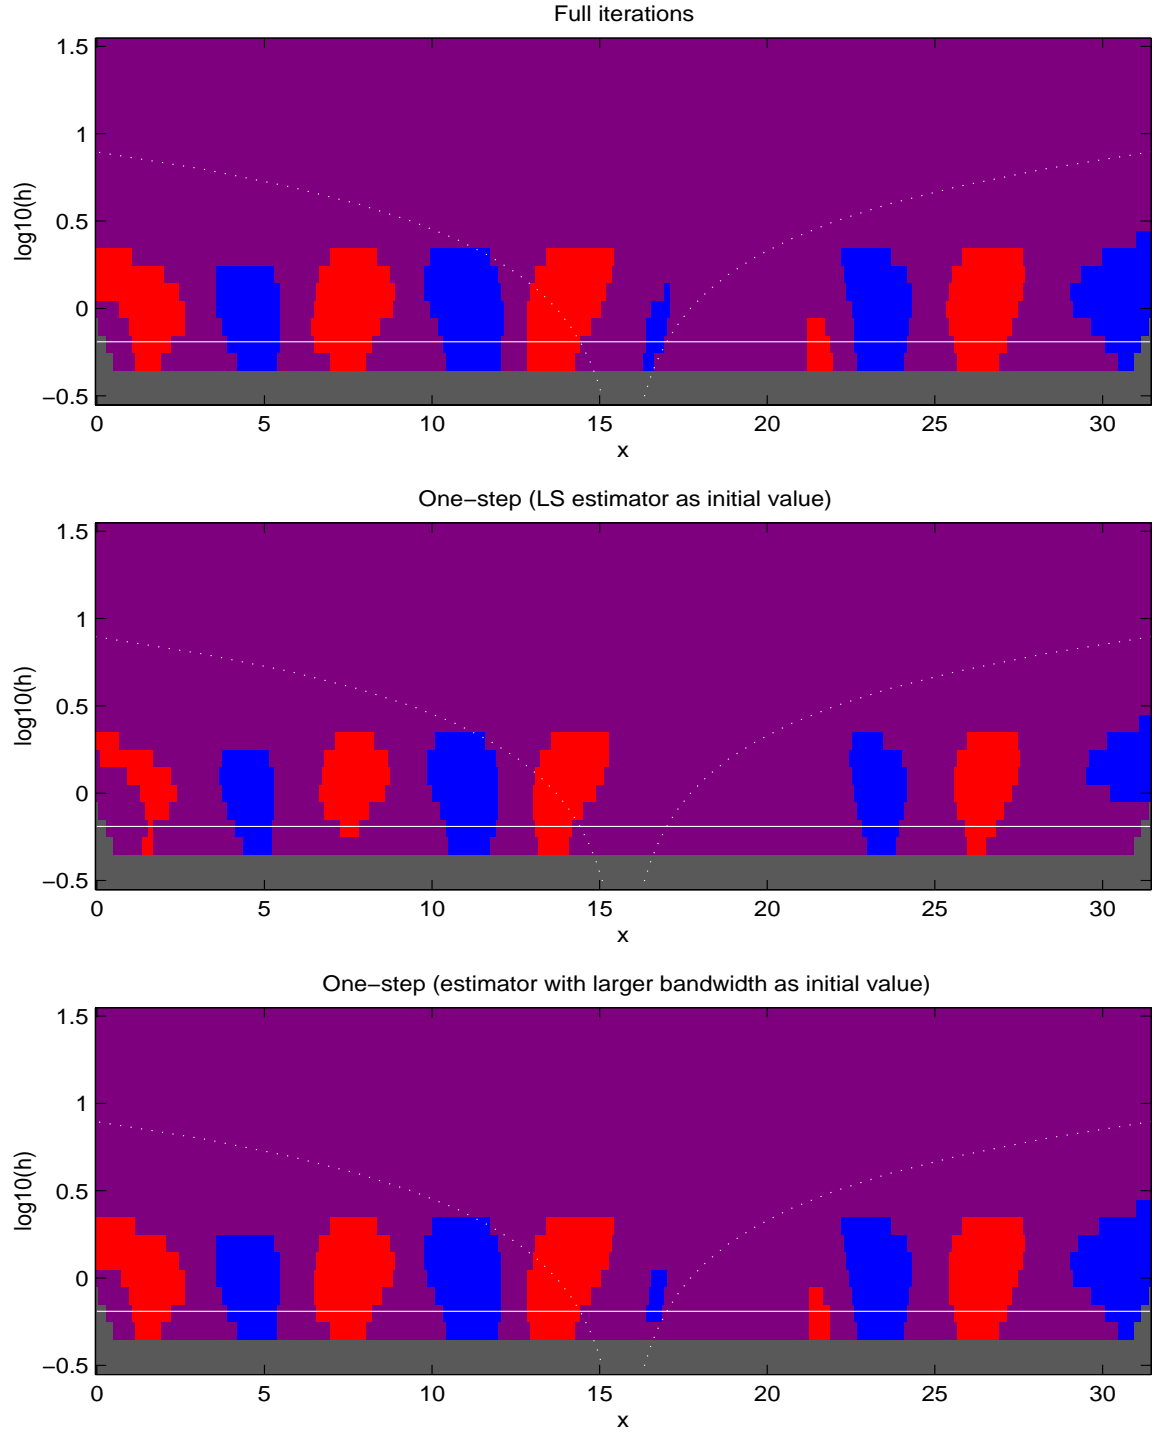 Full iterations
1.5
1
0.5
0
−0.5
log10(h)
0 5 10 15 20 25 30
x
One−step (LS estimator as initial value)
1.5
1
0.5
0
−0.5
log10(h)
0 5 10 15 20 25 30
x
One−step (estimator with larger bandwidth as initial value)
1.5
1
0.5
0
−0.5
log10(h)
0 5 10 15 20 25 30
x